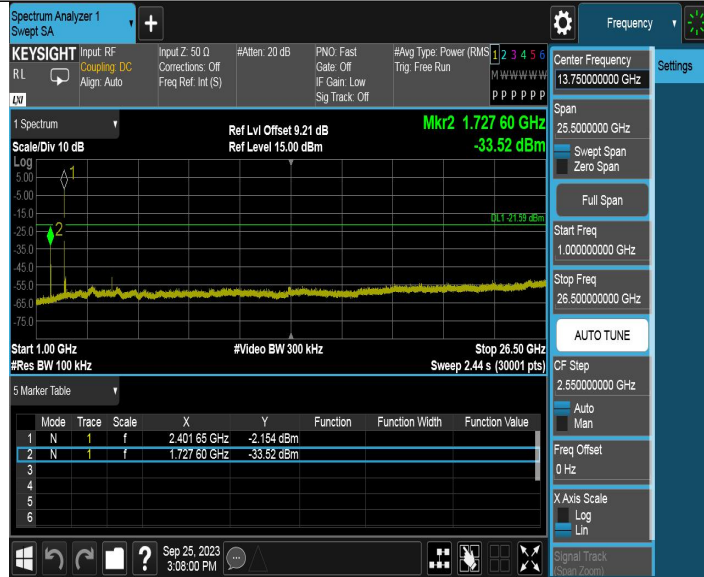 Spectrum Analyzer 1
Swept SA
Frequency
KEYSIGHT
RL
LXI
Input: RF
Coupling: DC
Align: Auto
Input Z: 50 Ω
Corrections: Off
Freq Ref: Int (S)
#Atten: 20 dB
PNO: Fast
Gate: Off
IF Gain: Low
Sig Track: Off
#Avg Type: Power (RMS
Trig: Free Run
1 2 3 4 5 6
M W W W W W
P P P P P P
1 Spectrum
Scale/Div 10 dB
Ref Lvl Offset 9.21 dB
Ref Level 15.00 dBm
Mkr2 1.727 60 GHz
-33.52 dBm
Log
5.00
-5.00
-15.0
-25.0
-35.0
-45.0
-55.0
-65.0
-75.0
1
2
DL1 -21.59 dBm
Start 1.00 GHz
#Res BW 100 kHz
#Video BW 300 kHz
Stop 26.50 GHz
Sweep 2.44 s (30001 pts)
5 Marker Table
Mode Trace Scale X Y Function Function Width Function Value
1 N 1 f 2.401 65 GHz -2.154 dBm
2 N 1 f 1.727 60 GHz -33.52 dBm
3
4
5
6
?
Sep 25, 2023
3:08:00 PM
Center Frequency
13.750000000 GHz
Settings
Span
25.5000000 GHz
Swept Span
Zero Span
Full Span
Start Freq
1.000000000 GHz
Stop Freq
26.500000000 GHz
AUTO TUNE
CF Step
2.550000000 GHz
Auto
Man
Freq Offset
0 Hz
X Axis Scale
Log
Lin
Signal Track
(Span Zoom)